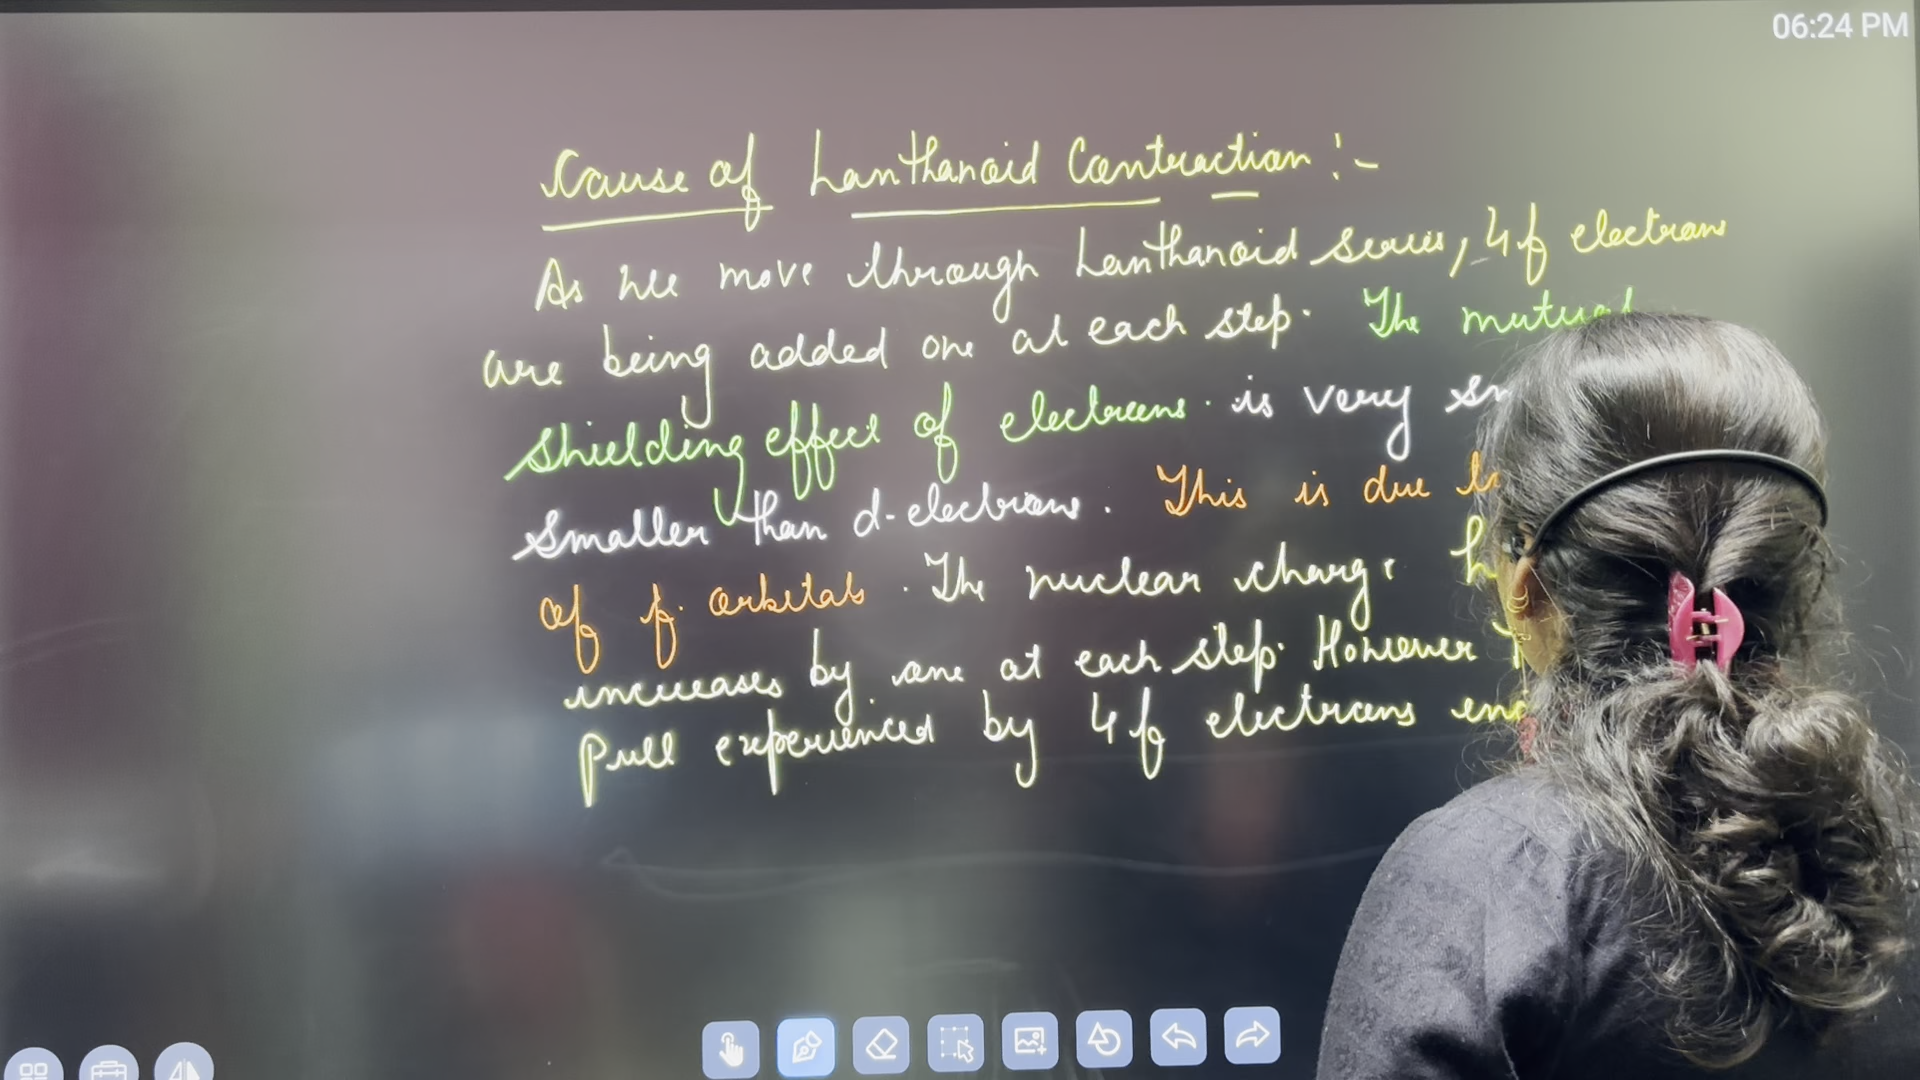 06:24 PM
Cause of Lanthanoid Contraction :-
As we move through Lanthanoid series, 4f electrons
are being added one at each step. The mutual
shielding effect of electrons is very
smaller than d-electrons. This is due to
of f orbitals. The nuclear charge
increases by one at each step. However
Pull experienced by 4f electrons